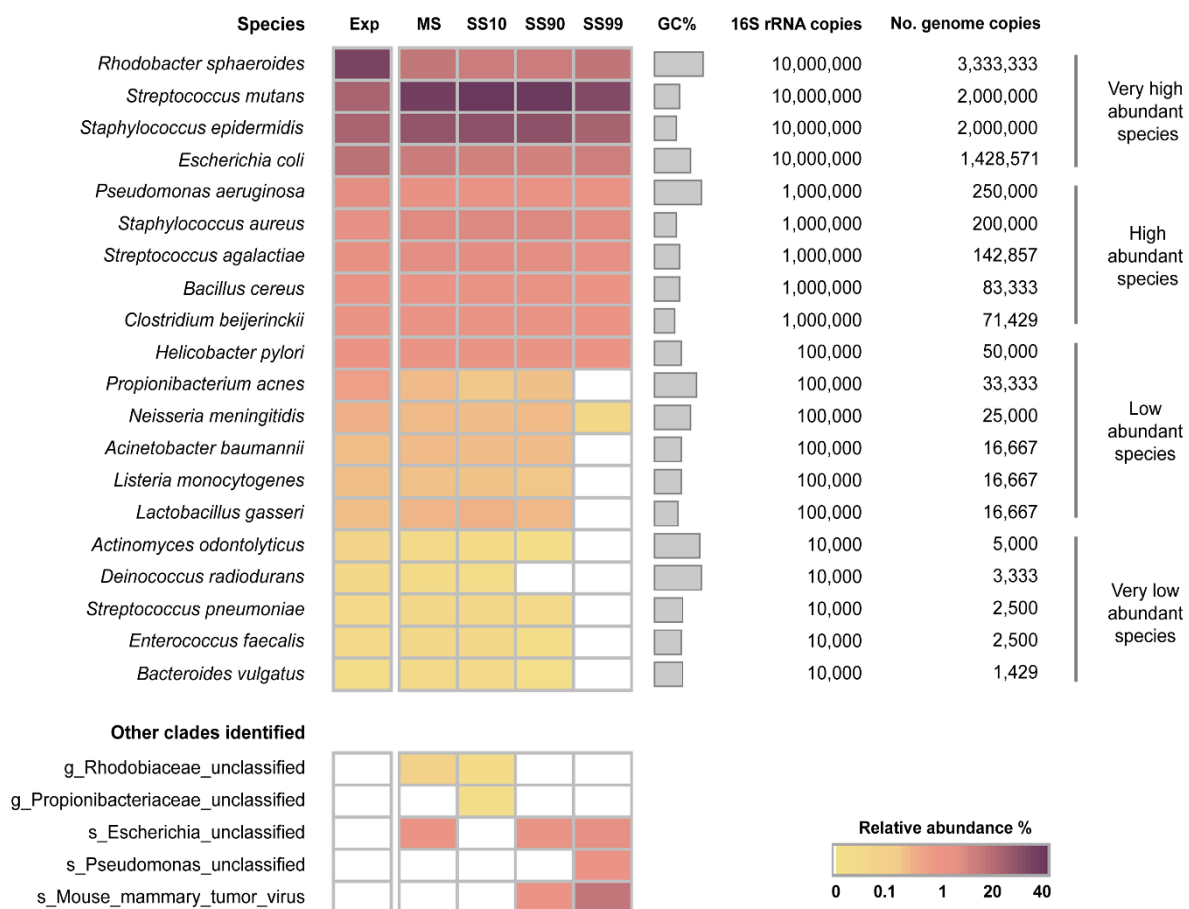 Species Exp MS SS10 SS90 SS99 GC% 16S rRNA copies No. genome copies
Rhodobacter sphaeroides 10,000,000 3,333,333
Streptococcus mutans 10,000,000 2,000,000
Staphylococcus epidermidis 10,000,000 2,000,000
Escherichia coli 10,000,000 1,428,571
Very high
abundant
species
Pseudomonas aeruginosa 1,000,000 250,000
Staphylococcus aureus 1,000,000 200,000
Streptococcus agalactiae 1,000,000 142,857
Bacillus cereus 1,000,000 83,333
Clostridium beijerinckii 1,000,000 71,429
High
abundant
species
Helicobacter pylori 100,000 50,000
Propionibacterium acnes 100,000 33,333
Neisseria meningitidis 100,000 25,000
Acinetobacter baumannii 100,000 16,667
Listeria monocytogenes 100,000 16,667
Lactobacillus gasseri 100,000 16,667
Low
abundant
species
Actinomyces odontolyticus 10,000 5,000
Deinococcus radiodurans 10,000 3,333
Streptococcus pneumoniae 10,000 2,500
Enterococcus faecalis 10,000 2,500
Bacteroides vulgatus 10,000 1,429
Very low
abundant
species
Other clades identified
g_Rhodobiaceae_unclassified
g_Propionibacteriaceae_unclassified
s_Escherichia_unclassified
s_Pseudomonas_unclassified
s_Mouse_mammary_tumor_virus
Relative abundance %
0 0.1 1 20 40